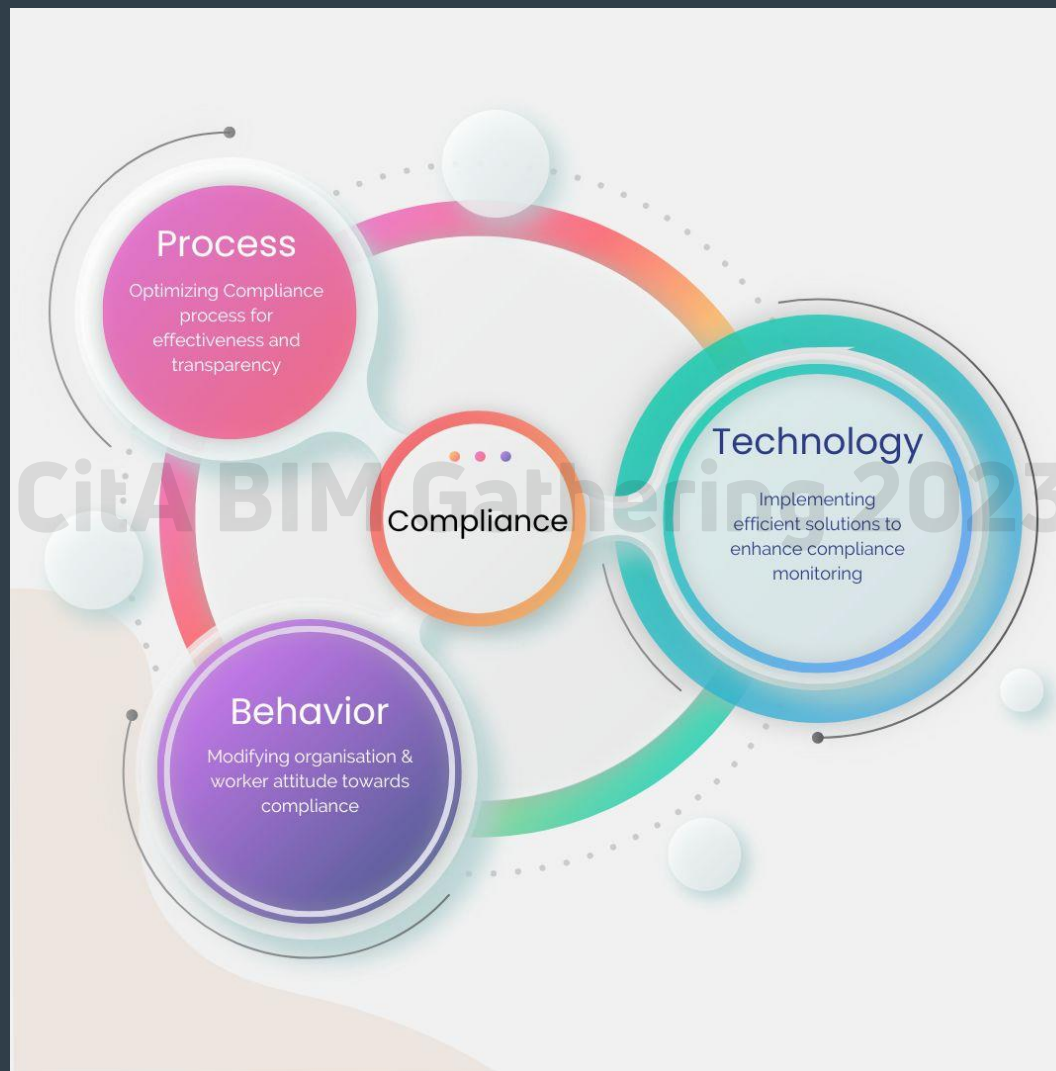 Process
Optimizing Compliance
process for
effectiveness and
transparency
Technology
Implementing
efficient solutions to
enhance compliance
monitoring
Compliance
CitA BIM Gathering 2023
Behavior
Modifying organisation &
worker attitude towards
compliance